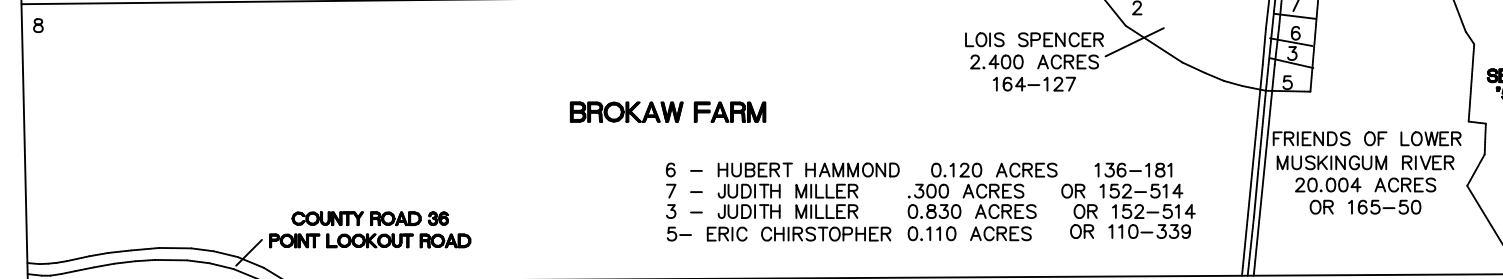 8
2
7
6
3
5
LOIS SPENCER
2.400 ACRES
164-127
BROKAW FARM
FRIENDS OF LOWER
MUSKINGUM RIVER
20.004 ACRES
OR 165-50
6 - HUBERT HAMMOND 0.120 ACRES 136-181
7 - JUDITH MILLER .300 ACRES OR 152-514
3 - JUDITH MILLER 0.830 ACRES OR 152-514
5- ERIC CHIRSTOPHER 0.110 ACRES OR 110-339
COUNTY ROAD 36
POINT LOOKOUT ROAD